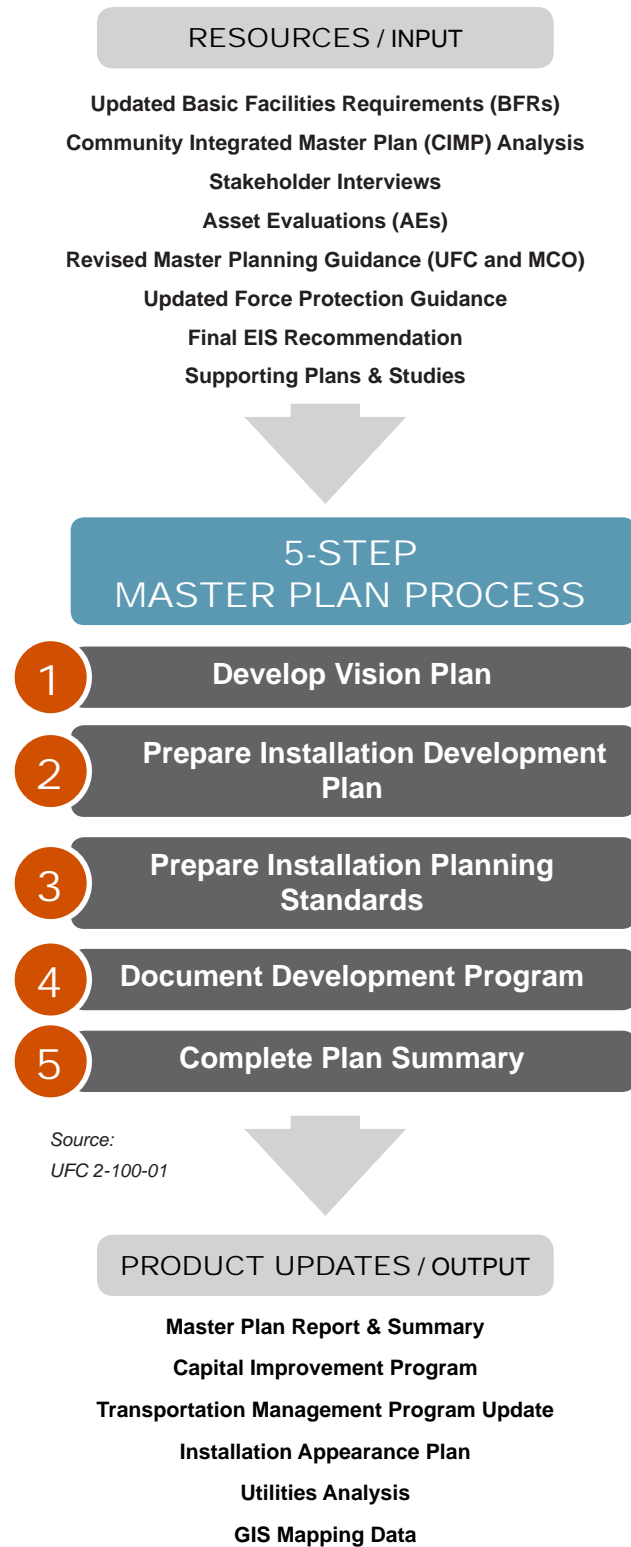 RESOURCES / INPUT
Updated Basic Facilities Requirements (BFRs)
Community Integrated Master Plan (CIMP) Analysis
Stakeholder Interviews
Asset Evaluations (AEs)
Revised Master Planning Guidance (UFC and MCO)
Updated Force Protection Guidance
Final EIS Recommendation
Supporting Plans & Studies
5-STEP
MASTER PLAN PROCESS
1 Develop Vision Plan
2 Prepare Installation Development
Plan
3 Prepare Installation Planning
Standards
4 Document Development Program
5 Complete Plan Summary
Source:
UFC 2-100-01
PRODUCT UPDATES / OUTPUT
Master Plan Report & Summary
Capital Improvement Program
Transportation Management Program Update
Installation Appearance Plan
Utilities Analysis
GIS Mapping Data